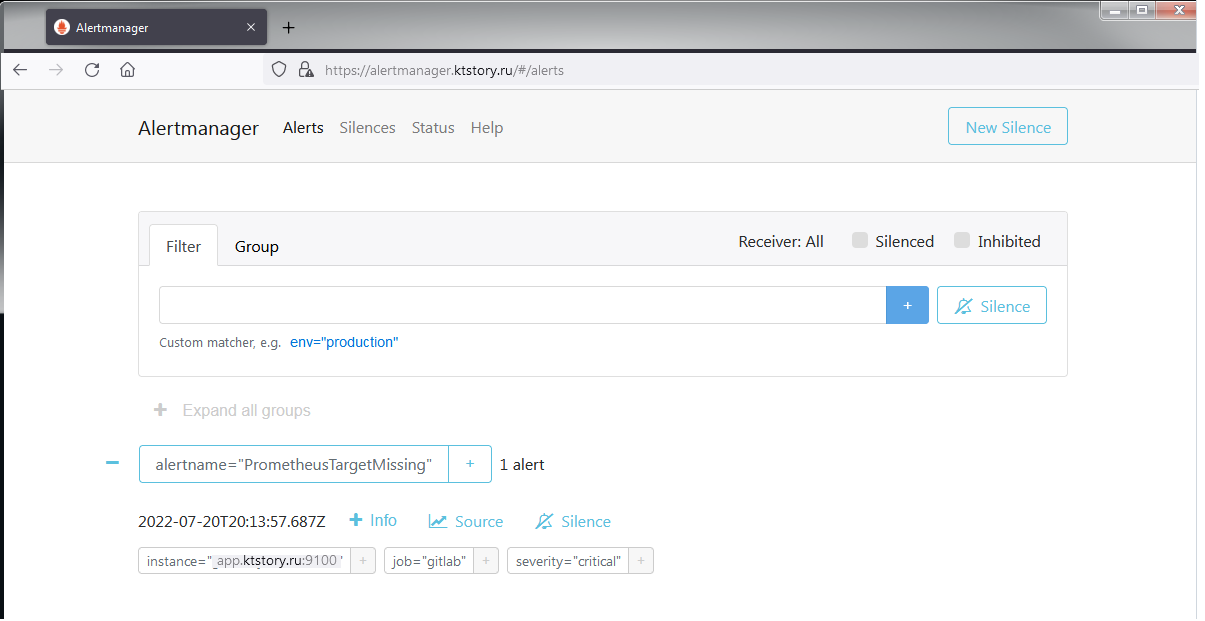 Alertmanager
https://alertmanager.ktstory.ru/#/alerts
Alertmanager Alerts Silences Status Help New Silence
Filter Group Receiver: All Silenced Inhibited
+ Silence
Custom matcher, e.g. env="production"
+ Expand all groups
alertname="PrometheusTargetMissing" + 1 alert
2022-07-20T20:13:57.687Z + Info Source Silence
instance="app.ktstory.ru:9100" + job="gitlab" + severity="critical" +